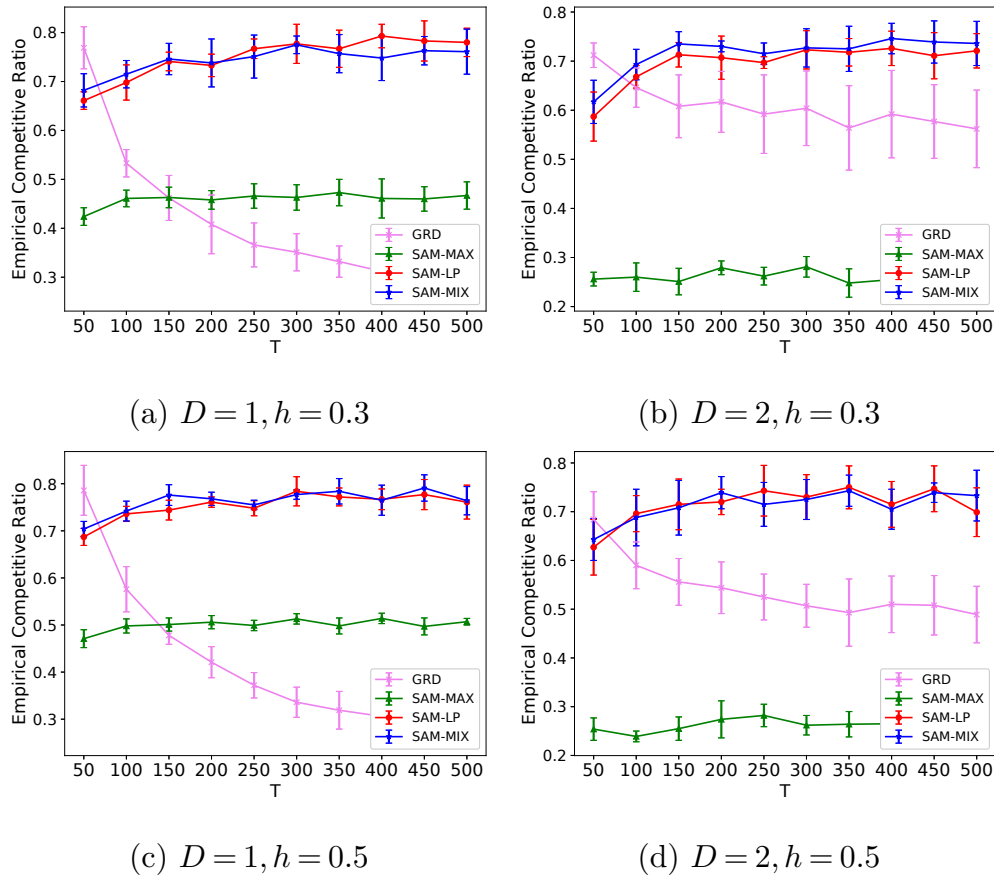 0.8
0.7
0.6
0.5
0.4
0.3
Empirical Competitive Ratio
50 100 150 200 250 300 350 400 450 500
T
GRD
SAM-MAX
SAM-LP
SAM-MIX
(a) D = 1, h = 0.3
0.8
0.7
0.6
0.5
0.4
0.3
0.2
Empirical Competitive Ratio
50 100 150 200 250 300 350 400 450 500
T
GRD
SAM-MAX
SAM-LP
SAM-MIX
(b) D = 2, h = 0.3
0.8
0.7
0.6
0.5
0.4
0.3
Empirical Competitive Ratio
50 100 150 200 250 300 350 400 450 500
T
GRD
SAM-MAX
SAM-LP
SAM-MIX
(c) D = 1, h = 0.5
0.8
0.7
0.6
0.5
0.4
0.3
0.2
Empirical Competitive Ratio
50 100 150 200 250 300 350 400 450 500
T
GRD
SAM-MAX
SAM-LP
SAM-MIX
(d) D = 2, h = 0.5